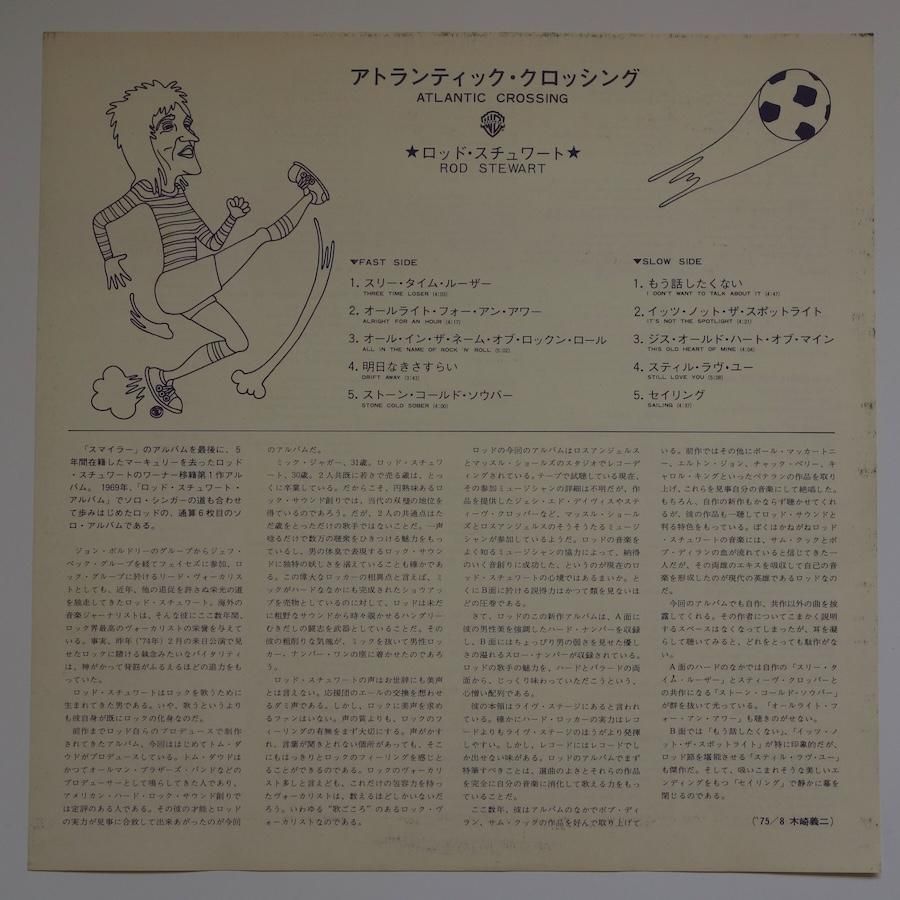 アトランティック・クロッシング
ATLANTIC CROSSING
★ロッド・スチュワート★
ROD STEWART
▼FAST SIDE
1. スリー・タイム・ルーザー
THREE TIME LOSER (4:03)
2. オールライト・フォー・アン・アワー
ALRIGHT FOR AN HOUR (4:17)
3. オール・イン・ザ・ネーム・オブ・ロックン・ロール
ALL IN THE NAME OF ROCK 'N' ROLL (5:02)
4. 明日なきさすらい
DRIFT AWAY (3:43)
5. ストーン・コールド・ソウバー
STONE COLD SOBER (4:00)
▼SLOW SIDE
1. もう話したくない
I DON'T WANT TO TALK ABOUT IT (4:47)
2. イッツ・ノット・ザ・スポットライト
IT'S NOT THE SPOTLIGHT (4:21)
3. ジス・オールド・ハート・オブ・マイン
THIS OLD HEART OF MINE (4:04)
4. スティル・ラヴ・ユー
STILL LOVE YOU (5:08)
5. セイリング
SAILING (4:37)
「スマイラー」のアルバムを最後に、5
年間在籍したマーキュリーを去ったロッド
・スチュワートのワーナー移籍第1作アル
バム。1969年、「ロッド・スチュワート・
アルバム」でソロ・シンガーの道も合わせ
て歩みはじめたロッドの、通算6枚目のソ
ロ・アルバムである。
ジョン・ボルドリーのグループからジェフ
・ベック・グループを経てフェイセズに参加、ロ
ック・グループに於けるリード・ヴォーカリス
トとしても、近年、他の追従を許さぬ栄光の道
を独走してきたロッド・スチュワート。海外の
音楽ジャーナリストは、そんな彼にここ数年間、
ロック界最高のヴォーカリストの栄誉を与えて
いる。事実、昨年('74年)2月の来日公演で見
せたロックに賭ける執念みたいなバイタリティ
は、神がかって背筋がふるえるほどの迫力をも
っていた。
ロッド・スチュワートはロックを歌うために
生まれてきた男である。いや、歌うというより
も彼自身が既にロックの化身なのだ。
前作までロッド自らのプロデュースで制作
されてきたアルバム、今回ははじめてトム・ダ
ウドがプロデュースしている。トム・ダウドは
かつてオールマン・ブラザーズ・バンドなどの
プロデューサーとして鳴らしてきた人であり、
アメリカン・ハード・ロック・サウンド創りで
は定評のある人である。その彼の才能とロッド
の実力が見事に合致して出来あがったのが今回
のアルバムだ。
ミック・ジャガー、31歳。ロッド・スチュワ
ート、30歳。2人共既に若さで売る歳は、とっ
くに卒業している。だからこそ、円熟味あるロ
ック・サウンド創りでは、当代の双璧の地位を
得ているのであろう。だが、2人の共通点はた
だ歳をとっただけの歌手ではないことだ。一声
唸るだけで数万の聴衆をひきつける魅力をもっ
ているし、男の体臭で表現するロック・サウン
ドに独特の妖しさを湛えていることも確かであ
る。この偉大なロッカーの相異点と言えば、ミ
ックがハードななかにも完成されたショウアッ
プを売物としているのに対して、ロッドは未だ
に粗野なサウンドから時々覗かせるハングリー
むきだしの闘志を武器としていることだ。その
彼の粗削りな気魄が、ミックを抜いて男性ロッ
カー、ナンバー・ワンの座に着かせたのであろ
う。
ロッド・スチュワートの声はお世辞にも美声
とは言えない。応援団のエールの交換を想わせ
るダミ声である。しかし、ロックに美声を求め
るファンはいない。声の質よりも、ロックのフ
ィーリングの有無をまず大切にする。声がかす
れ、言葉が聞きとれない個所があっても、そこ
にもはっきりとロックのフィーリングを感じと
ることができるのである。ロックのヴォーカリ
スト多しと言えども、これだけの包容力を持っ
たヴォーカリストは、数えるほどしかいないだ
ろう。いわゆる"歌ごころ"のあるロック・ヴ
ォーカリストなのである。
ロッドの今回のアルバムはロスアンジェルス
とマッスル・ショールズのスタジオでレコーデ
ィングされている。テープで試聴している現在、
その参加ミュージシャンの詳細は不明だが、作
品を提供したジェシ・エド・デイヴィスやステ
ィーヴ・クロッパーなど、マッスル・ショール
ズとロスアンジェルスのそうそうたるミュージ
シャンが参加しているようだ。ロッドの音楽を
よく知るミュージシャンの協力によって、納得
のいく音創りに成功した、というのが現在のロ
ッド・スチュワートの心境ではあるまいか。と
くにB面に於ける説得力はかつて類を見ないほ
どの圧巻である。
さて、ロッドのこの新作アルバムは、A面に
彼の男性美を強調したハード・ナンバーを収録
し、B面にはちょっぴり男の弱さを見せた優し
さの溢れるスロー・ナンバーが収録されている。
ロッドの歌手の魅力を、ハードとバラードの両
面から、じっくり味わっていただこうという、
心憎い配列である。
彼の本領はライヴ・ステージにあると言われ
ている。確かにハード・ロッカーの実力はレコ
ードよりもライヴ・ステージのほうがより発揮
しやすい。しかし、レコードにはレコードでし
か出せない味がある。ロッドのアルバムでまず
特筆すべきことは、選曲のよさとそれらの作品
を完全に自分の音楽に消化して歌える力をもっ
ていることだ。
ここ数年、彼はアルバムのなかでボブ・ディ
ラン、サム・クックの作品を好んで取り上げて
いる。前作ではその他にポール・マッカートニ
ー、エルトン・ジョン、チャック・ベリー、キ
ャロル・キングといったベテランの作品を取り
上げ、これらを見事自分の音楽にして絶唱した。
もちろん、自作の新作もかならず聴かせてくれ
るが、彼の作品も一聴してロッド・サウンドと
判る特色をもっている。ぼくはかねがねロッド
・スチュワートの音楽には、サム・クックとボ
ブ・ディランの血が流れていると信じてきた一
人だが、その両雄のエキスを吸収して自己の音
楽を形成したのが現代の英雄であるロッドなの
だ。
今回のアルバムでも自作、共作以外の曲を披
露してくれる。その作者についてこまかく説明
するスペースはなくなってしまったが、耳を凝
らして聴いてみると、どれをとっても駄作がな
い。
A面のハードのなかでは自作の「スリー・タ
イム・ルーザー」とスティーヴ・クロッパーと
の共作になる「ストーン・コールド・ソウバー」
が群を抜いて光っている。「オールライト・フ
ォー・アン・アワー」も聴きのがせない。
B面では「もう話したくない」、「イッツ・ノッ
ト・ザ・スポットライト」が特に印象的だが、
ロッド節を堪能させる「スティル・ラヴ・ユー」
も傑作だ。そして、吸いこまれそうな美しいエ
ンディングをもつ「セイリング」で静かに幕を
閉じるのである。
('75/8 木崎義二)